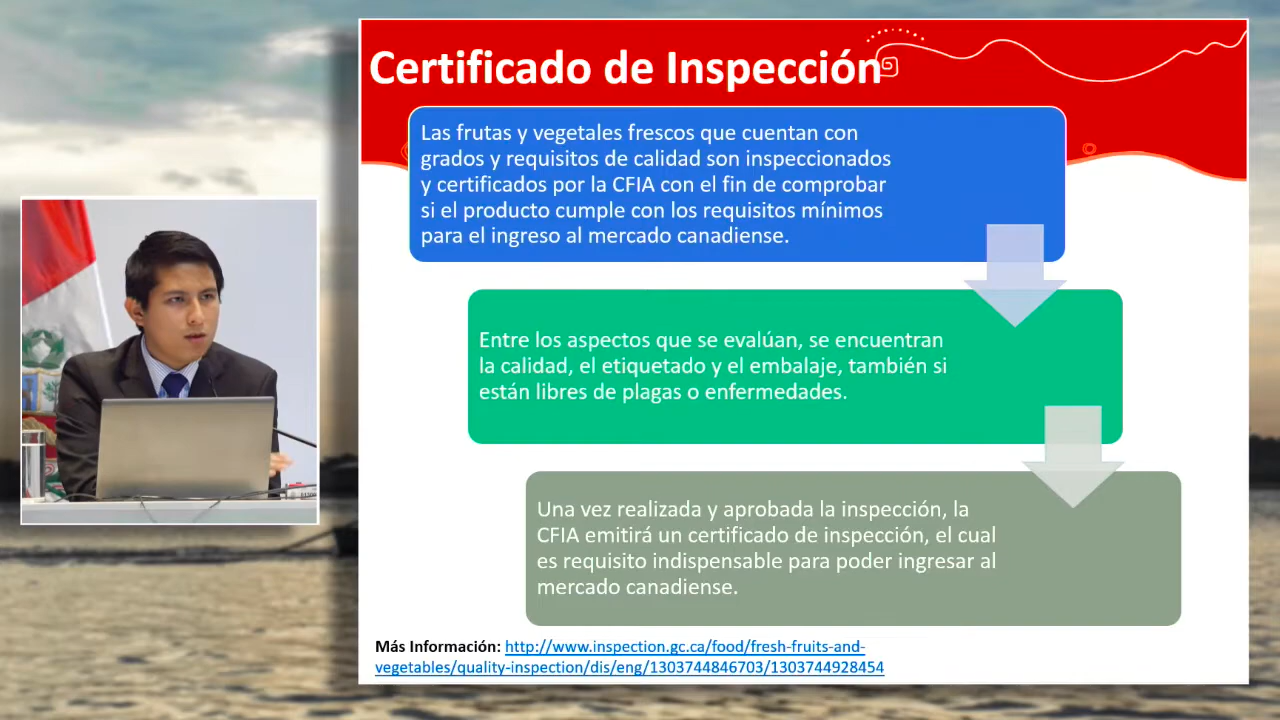 Certificado de Inspección
Las frutas y vegetales frescos que cuentan con
grados y requisitos de calidad son inspeccionados
y certificados por la CFIA con el fin de comprobar
si el producto cumple con los requisitos mínimos
para el ingreso al mercado canadiense.
Entre los aspectos que se evalúan, se encuentran
la calidad, el etiquetado y el embalaje, también si
están libres de plagas o enfermedades.
Una vez realizada y aprobada la inspección, la
CFIA emitirá un certificado de inspección, el cual
es requisito indispensable para poder ingresar al
mercado canadiense.
Más Información: http://www.inspection.gc.ca/food/fresh-fruits-and-
vegetables/quality-inspection/dis/eng/1303744846703/1303744928454